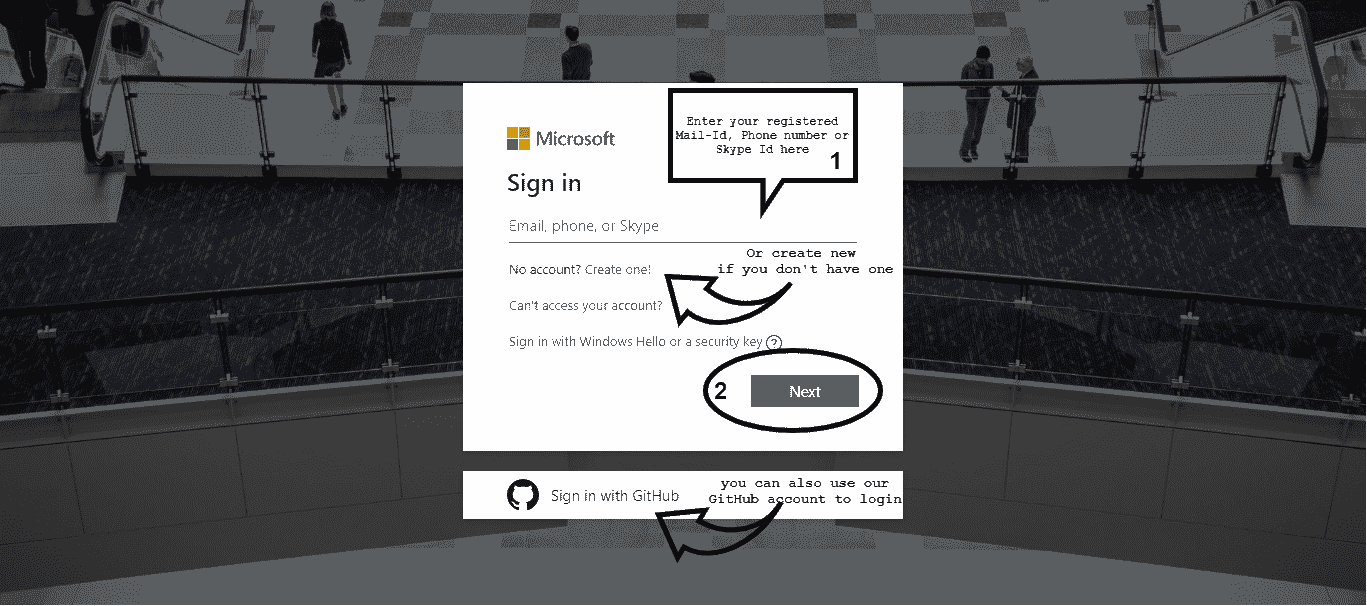 Enter your registered
Mail-Id, Phone number or
Skype Id here
1
Microsoft
Sign in
Email, phone, or Skype
Or create new
if you don't have one
No account? Create one!
Can't access your account?
Sign in with Windows Hello or a security key ?
2
Next
you can also use our
GitHub account to login
Sign in with GitHub